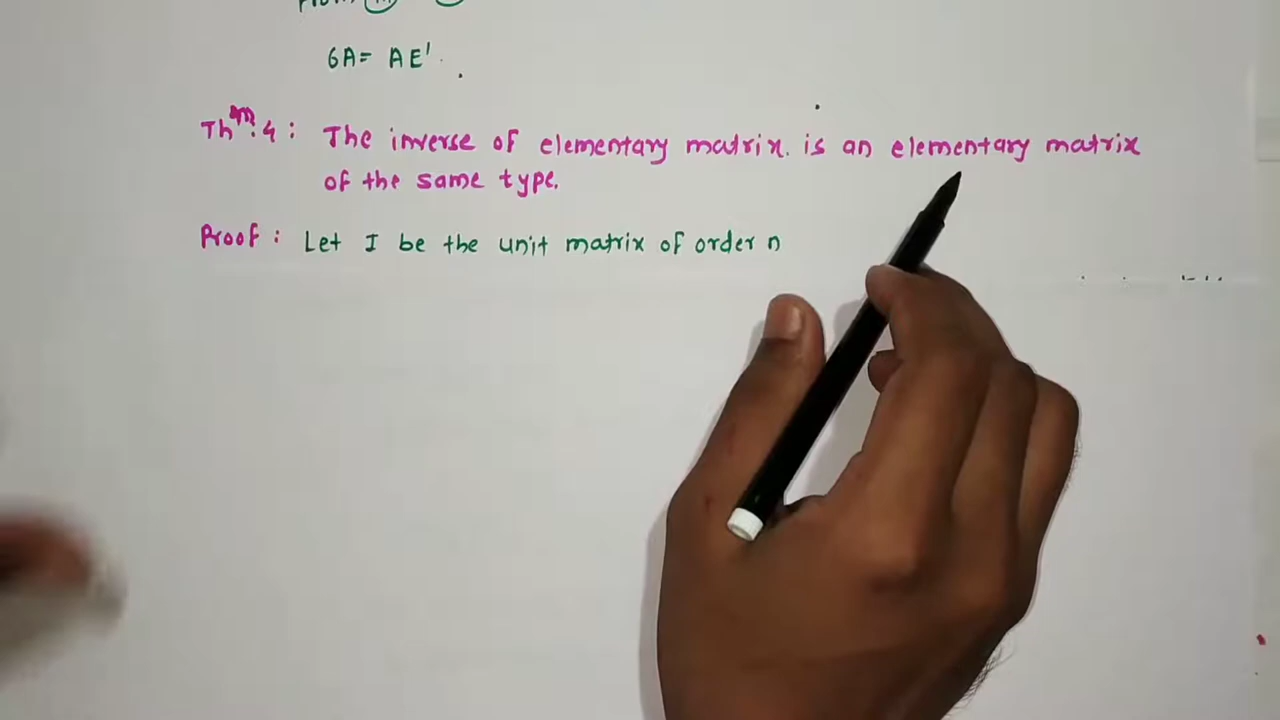 From
GA = AE'.
Thm:4: The inverse of elementary matrix. is an elementary matrix
of the same type.
Proof: Let I be the unit matrix of order n